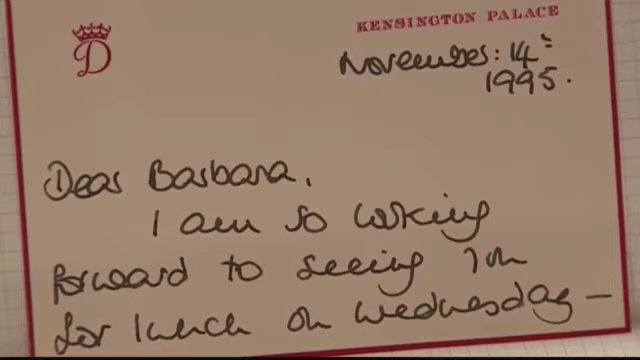 D
KENSINGTON PALACE
November: 14th
1995.
Dear Barbara,
I am so looking
forward to seeing you
for lunch on Wednesday –